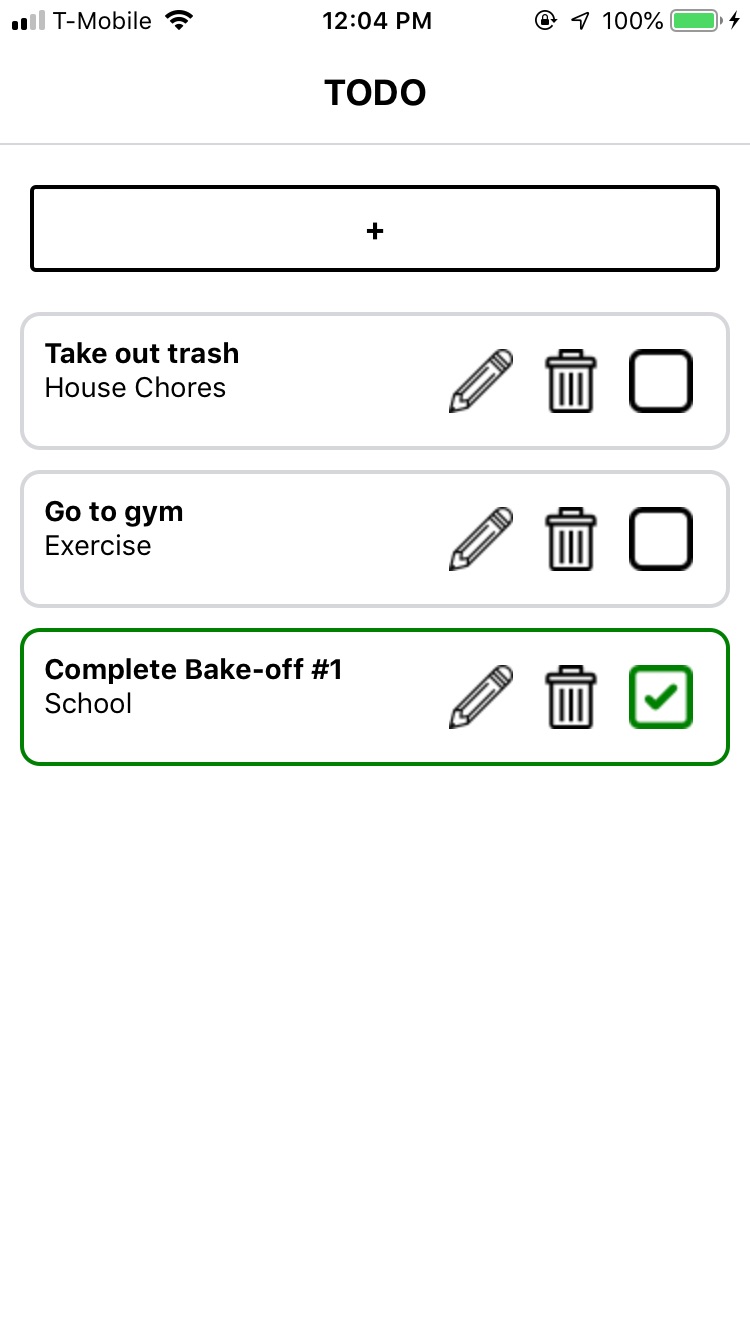 T-Mobile 12:04 PM 100%
TODO
+
Take out trash
House Chores
Go to gym
Exercise
Complete Bake-off #1
School